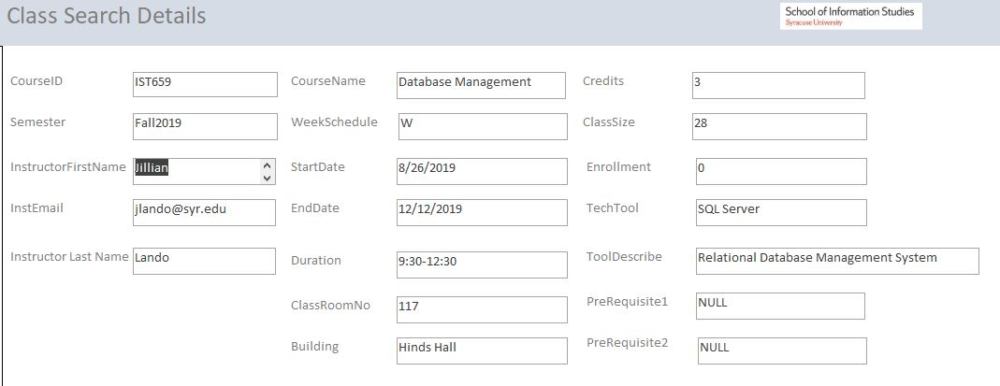 Class Search Details
School of Information Studies
Syracuse University
CourseID IST659 CourseName Database Management Credits 3
Semester Fall2019 WeekSchedule W ClassSize 28
InstructorFirstName Jillian StartDate 8/26/2019 Enrollment 0
InstEmail jlando@syr.edu EndDate 12/12/2019 TechTool SQL Server
Instructor Last Name Lando Duration 9:30-12:30 ToolDescribe Relational Database Management System
ClassRoomNo 117 PreRequisite1 NULL
Building Hinds Hall PreRequisite2 NULL